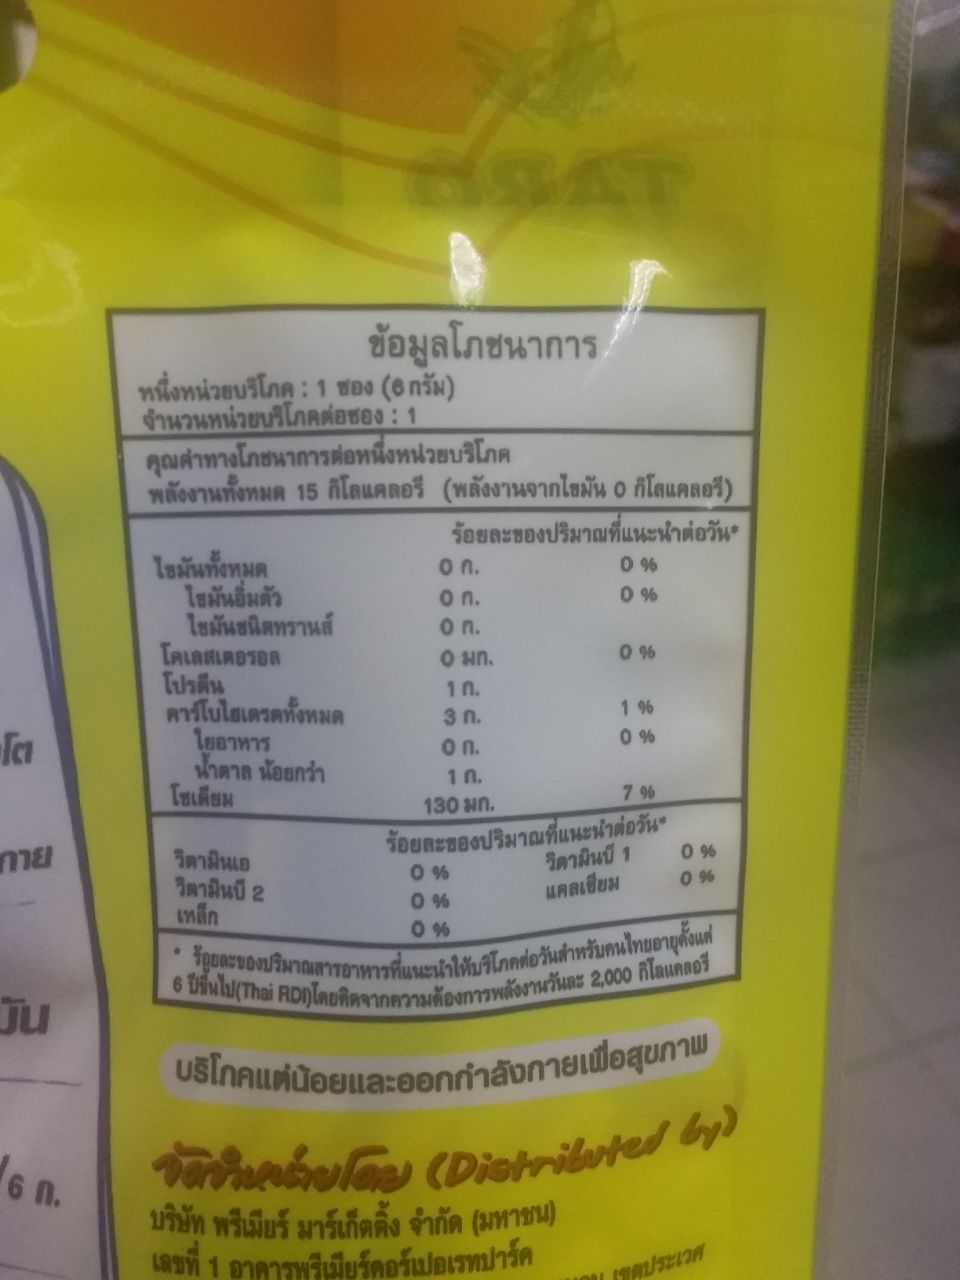 TARO
ข้อมูลโภชนาการ
หนึ่งหน่วยบริโภค : 1 ซอง (6 กรัม)
จำนวนหน่วยบริโภคต่อซอง : 1
คุณค่าทางโภชนาการต่อหนึ่งหน่วยบริโภค
พลังงานทั้งหมด 15 กิโลแคลอรี (พลังงานจากไขมัน 0 กิโลแคลอรี)
ร้อยละของปริมาณที่แนะนำต่อวัน*
ไขมันทั้งหมด 0 ก. 0 %
ไขมันอิ่มตัว 0 ก. 0 %
ไขมันชนิดทรานส์ 0 ก.
โคเลสเตอรอล 0 มก. 0 %
โปรตีน 1 ก.
คาร์โบไฮเดรตทั้งหมด 3 ก. 1 %
ใยอาหาร 0 ก. 0 %
น้ำตาล น้อยกว่า 1 ก.
โซเดียม 130 มก. 7 %
ร้อยละของปริมาณที่แนะนำต่อวัน*
วิตามินเอ 0 % วิตามินบี 1 0 %
วิตามินบี 2 0 % แคลเซียม 0 %
เหล็ก 0 %
* ร้อยละของปริมาณสารอาหารที่แนะนำให้บริโภคต่อวันสำหรับคนไทยอายุตั้งแต่
6 ปีขึ้นไป(Thai RDI)โดยคิดจากความต้องการพลังงานวันละ 2,000 กิโลแคลอรี
บริโภคแต่น้อยและออกกำลังกายเพื่อสุขภาพ
จัดจำหน่ายโดย (Distributed by)
บริษัท พรีเมียร์ มาร์เก็ตติ้ง จำกัด (มหาชน)
เลขที่ 1 อาคารพรีเมียร์คอร์เปอเรทปาร์ค
เขตประเวศ
โต
กาย
มัน
/6 ก.